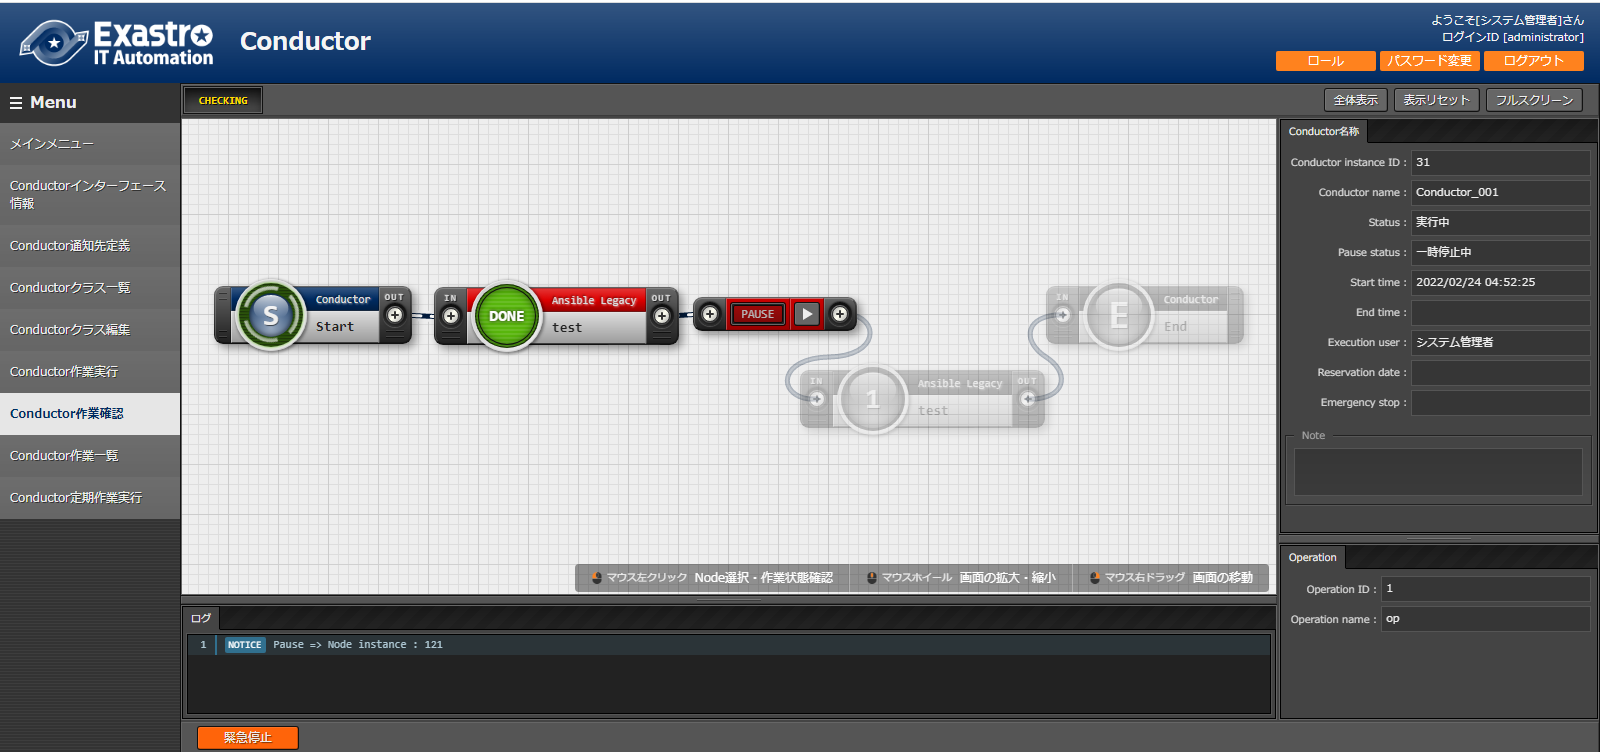 Exastro
IT Automation
Conductor
ようこそ[システム管理者]さん
ログインID [administrator]
ロール
パスワード変更
ログアウト
Menu
メインメニュー
Conductorインターフェース
情報
Conductor通知先定義
Conductorクラス一覧
Conductorクラス編集
Conductor作業実行
Conductor作業確認
Conductor作業一覧
Conductor定期作業実行
CHECKING
全体表示
表示リセット
フルスクリーン
S
Conductor
Start
OUT
IN
DONE
Ansible Legacy
test
OUT
PAUSE
IN
1
Ansible Legacy
test
OUT
IN
E
Conductor
End
マウス左クリック Node選択・作業状態確認
マウスホイール 画面の拡大・縮小
マウス右ドラッグ 画面の移動
ログ
1 NOTICE Pause => Node instance : 121
緊急停止
Conductor名称
Conductor instance ID : 31
Conductor name : Conductor_001
Status : 実行中
Pause status : 一時停止中
Start time : 2022/02/24 04:52:25
End time :
Execution user : システム管理者
Reservation date :
Emergency stop :
Note
Operation
Operation ID : 1
Operation name : op